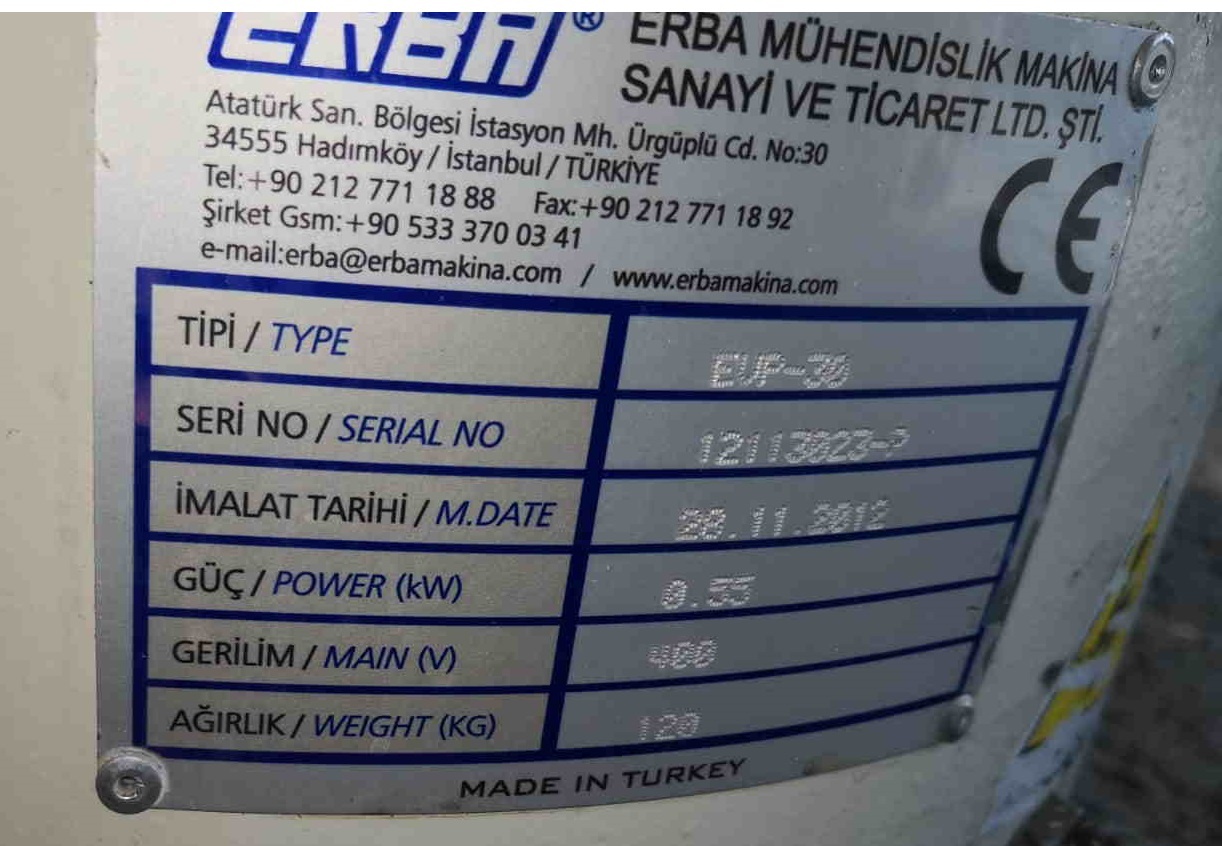 ERBA®
ERBA MÜHENDİSLİK MAKİNA
SANAYİ VE TİCARET LTD. ŞTİ.
Atatürk San. Bölgesi İstasyon Mh. Ürgüplü Cd. No:30
34555 Hadımköy / İstanbul / TÜRKİYE
Tel:+90 212 771 18 88 Fax:+90 212 771 18 92
Şirket Gsm:+90 533 370 03 41
e-mail:erba@erbamakina.com / www.erbamakina.com
CE
TİPİ / TYPE EUP-30
SERİ NO / SERIAL NO 12113023-P
İMALAT TARİHİ / M.DATE
GÜÇ / POWER (kW) 0.55
GERİLİM / MAIN (V) 400
AĞIRLIK / WEIGHT (KG) 120
MADE IN TURKEY